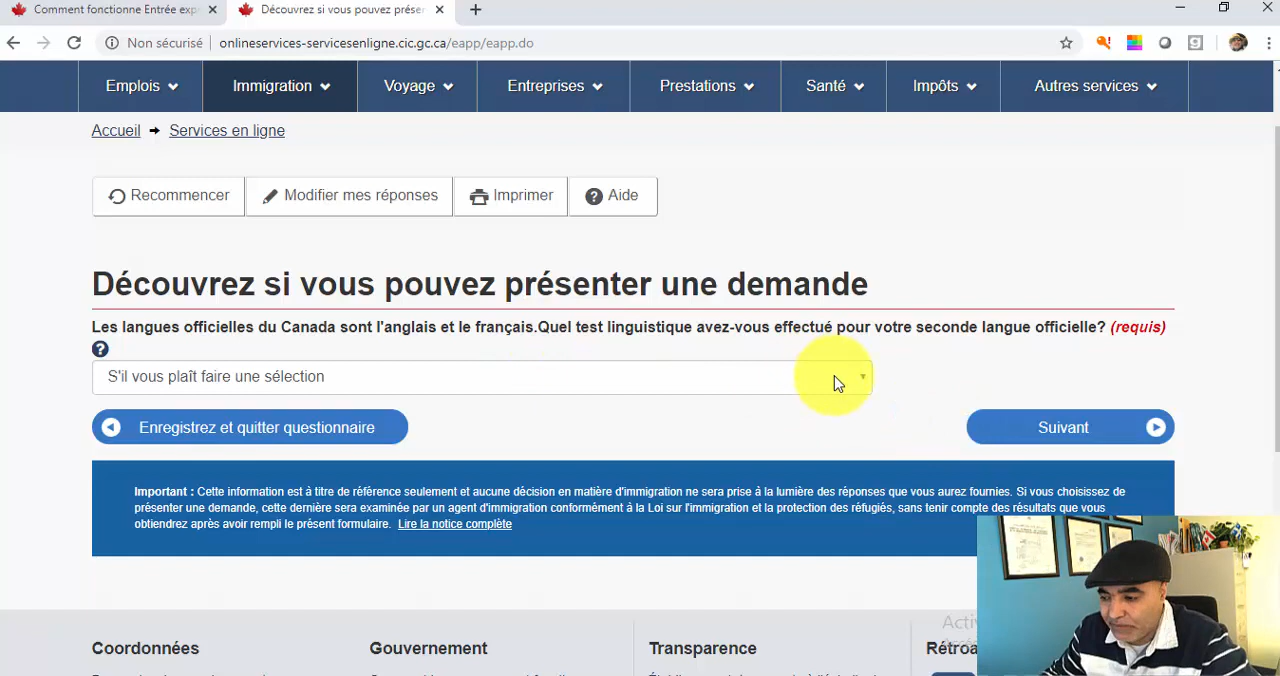 Comment fonctionne Entrée exp
Découvrez si vous pouvez préser
Non sécurisé
onlineservices-servicesenligne.cic.gc.ca/eapp/eapp.do
Emplois
Immigration
Voyage
Entreprises
Prestations
Santé
Impôts
Autres services
Accueil
Services en ligne
Recommencer
Modifier mes réponses
Imprimer
Aide
Découvrez si vous pouvez présenter une demande
Les langues officielles du Canada sont l'anglais et le français.Quel test linguistique avez-vous effectué pour votre seconde langue officielle? (requis)
S'il vous plaît faire une sélection
Enregistrez et quitter questionnaire
Suivant
Important : Cette information est à titre de référence seulement et aucune décision en matière d'immigration ne sera prise à la lumière des réponses que vous aurez fournies. Si vous choisissez de
présenter une demande, cette dernière sera examinée par un agent d'immigration conformément à la Loi sur l'immigration et la protection des réfugiés, sans tenir compte des résultats que vous
obtiendrez après avoir rempli le présent formulaire. Lire la notice complète
Activ
Coordonnées
Gouvernement
Transparence
Rétroa